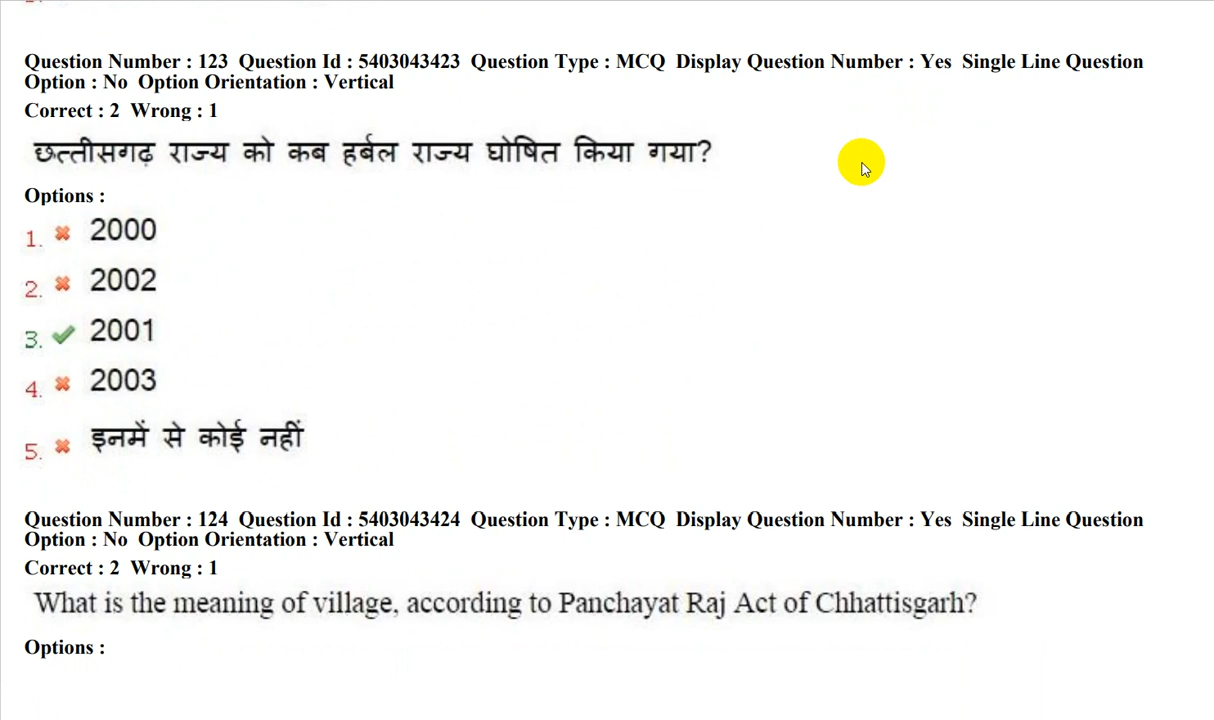 Question Number : 123 Question Id : 5403043423 Question Type : MCQ Display Question Number : Yes Single Line Question
Option : No Option Orientation : Vertical
Correct : 2 Wrong : 1
छत्तीसगढ़ राज्य को कब हर्बल राज्य घोषित किया गया?
Options :
1. 2000
2. 2002
3. 2001
4. 2003
5. इनमें से कोई नहीं
Question Number : 124 Question Id : 5403043424 Question Type : MCQ Display Question Number : Yes Single Line Question
Option : No Option Orientation : Vertical
Correct : 2 Wrong : 1
What is the meaning of village, according to Panchayat Raj Act of Chhattisgarh?
Options :